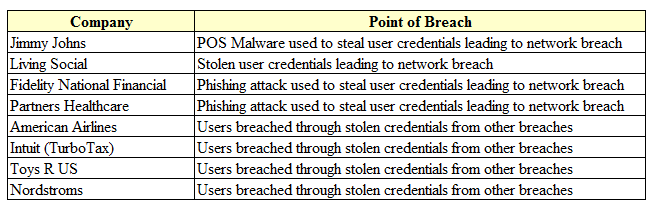 Company Point of Breach
Jimmy Johns POS Malware used to steal user credentials leading to network breach
Living Social Stolen user credentials leading to network breach
Fidelity National Financial Phishing attack used to steal user credentials leading to network breach
Partners Healthcare Phishing attack used to steal user credentials leading to network breach
American Airlines Users breached through stolen credentials from other breaches
Intuit (TurboTax) Users breached through stolen credentials from other breaches
Toys R US Users breached through stolen credentials from other breaches
Nordstroms Users breached through stolen credentials from other breaches